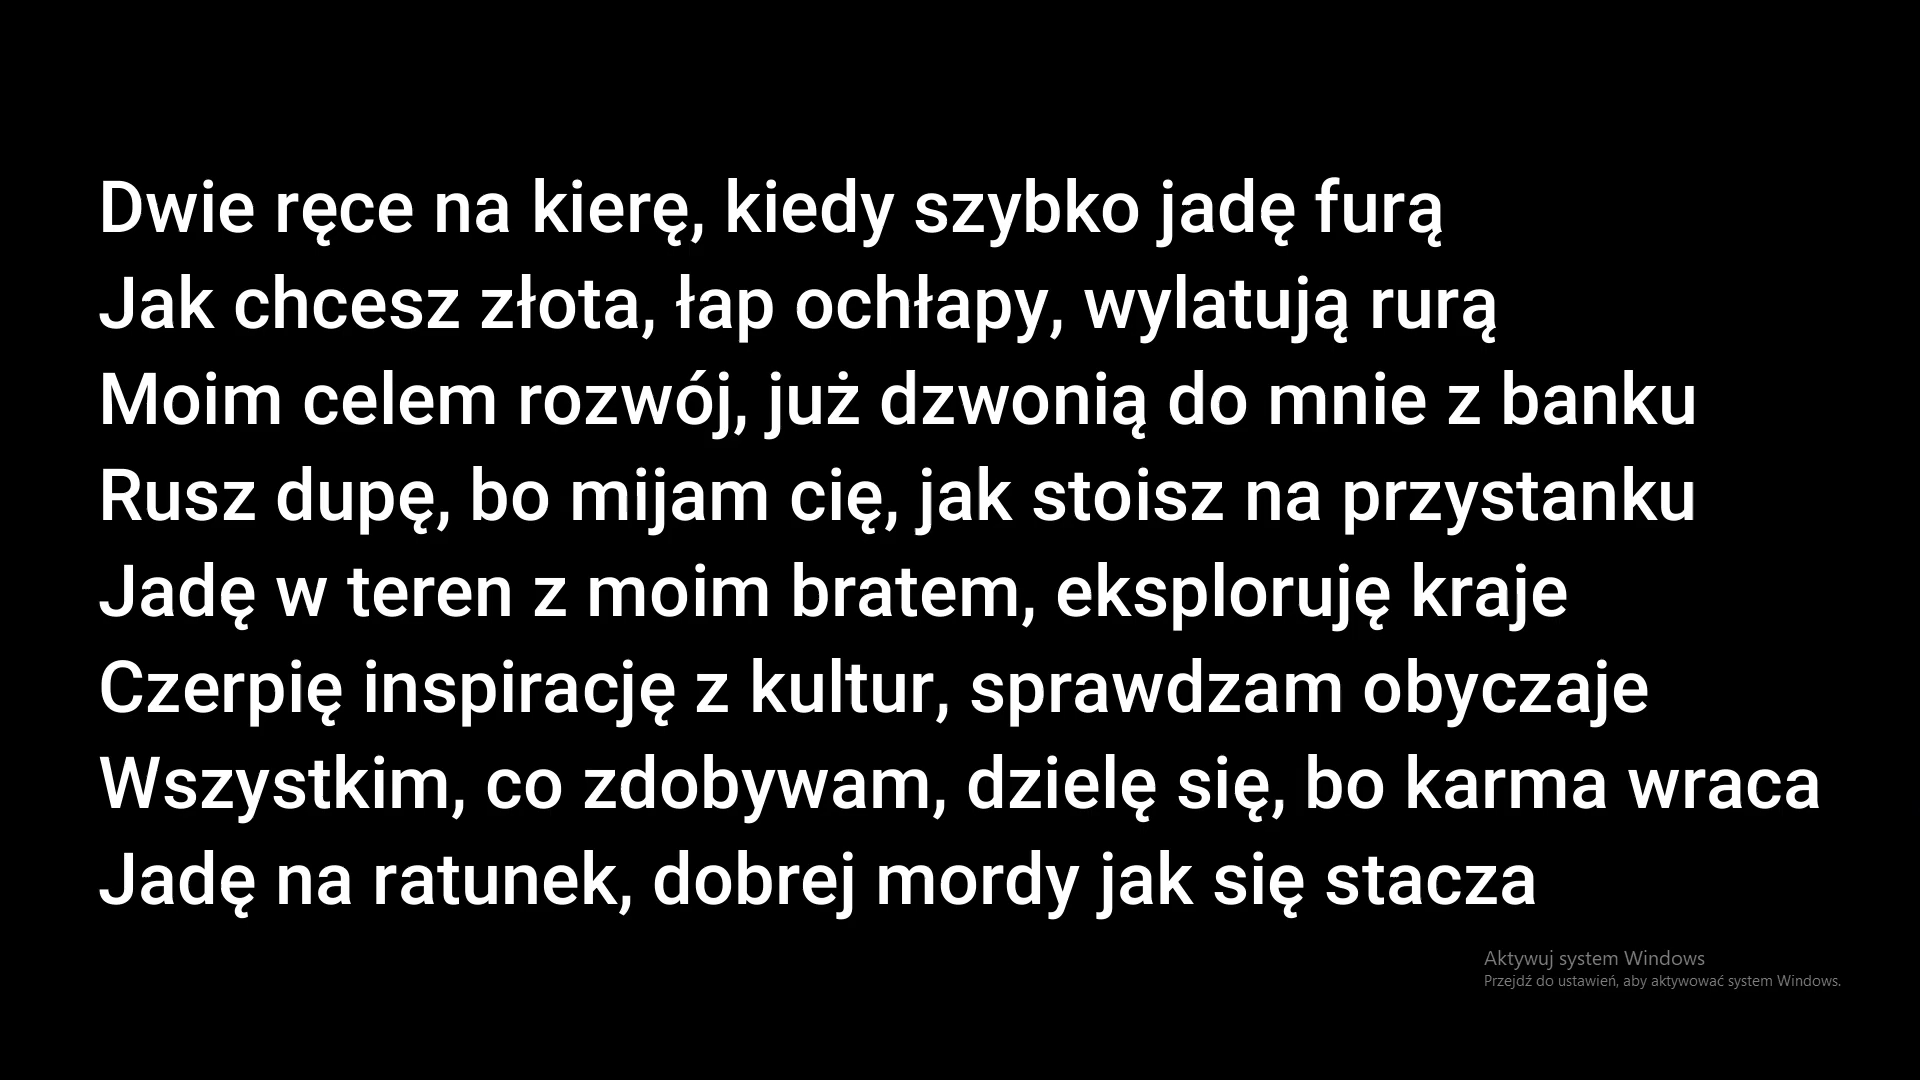 Dwie ręce na kierę, kiedy szybko jadę furą
Jak chcesz złota, łap ochłapy, wylatują rurą
Moim celem rozwój, już dzwonią do mnie z banku
Rusz dupę, bo mijam cię, jak stoisz na przystanku
Jadę w teren z moim bratem, eksploruję kraje
Czerpię inspirację z kultur, sprawdzam obyczaje
Wszystkim, co zdobywam, dzielę się, bo karma wraca
Jadę na ratunek, dobrej mordy jak się stacza
Aktywuj system Windows
Przejdź do ustawień, aby aktywować system Windows.